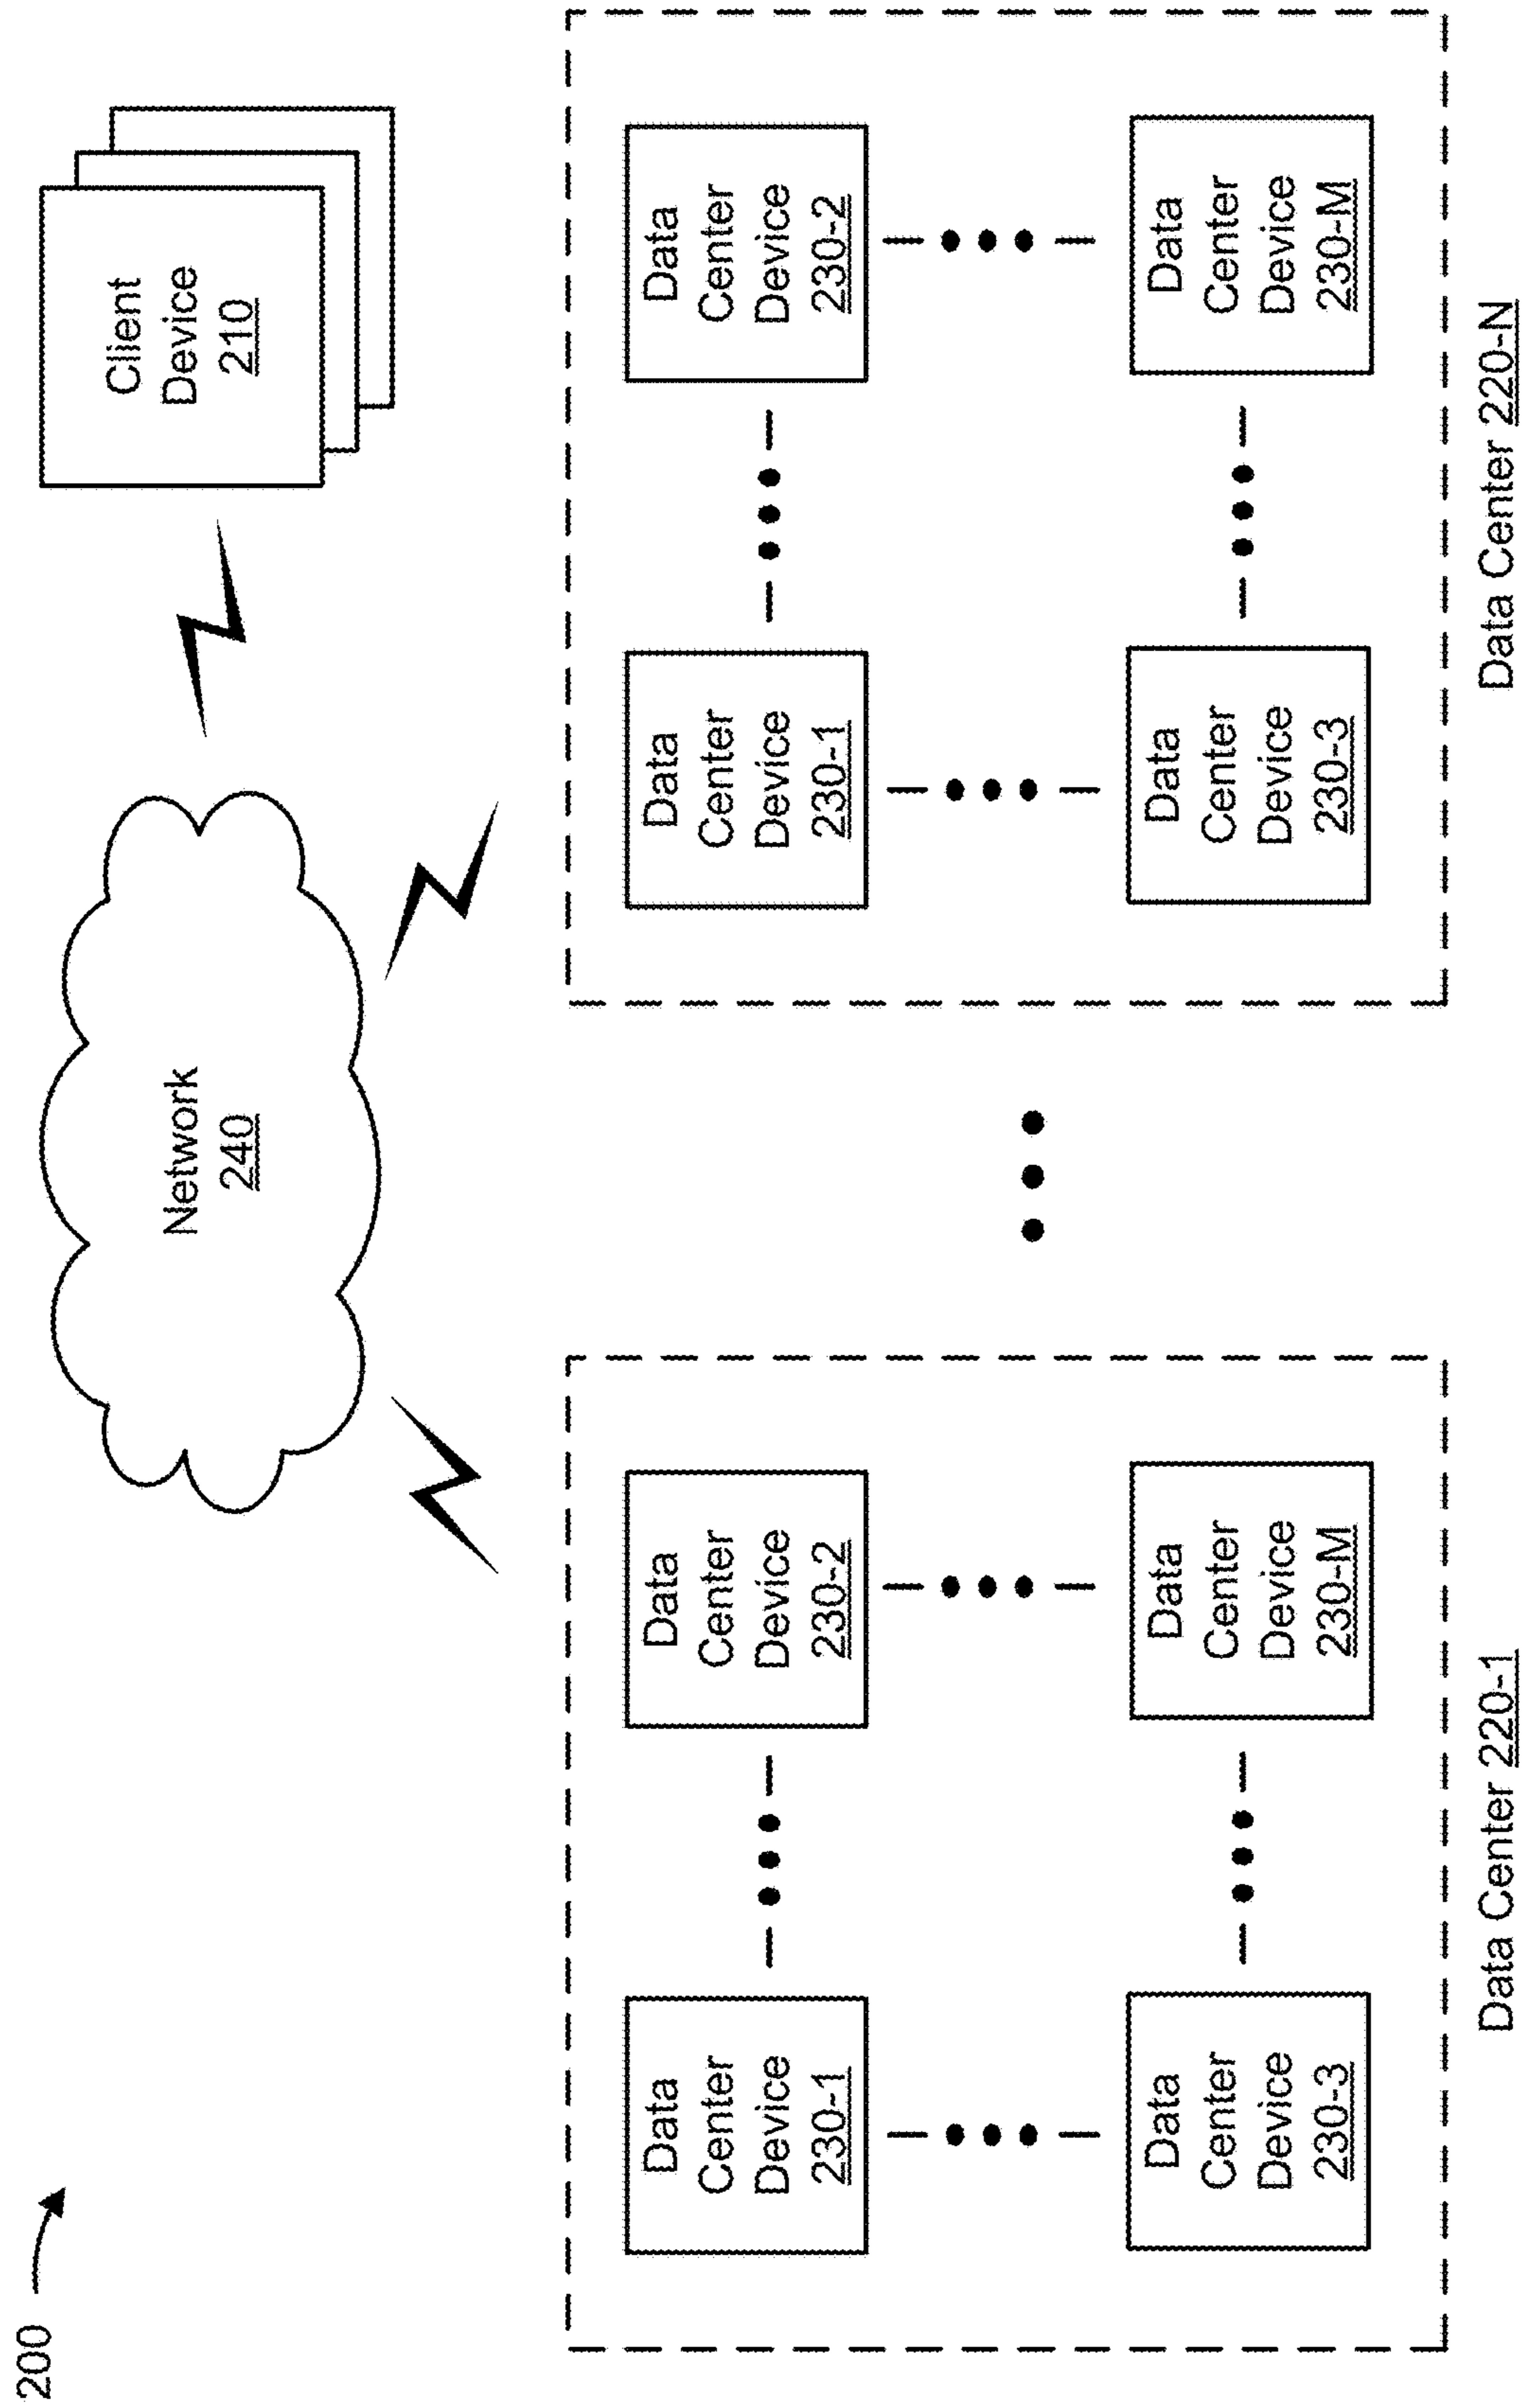 200
Network
240
Client
Device
210
Data
Center
Device
230-1
Data
Center
Device
230-2
Data
Center
Device
230-3
Data
Center
Device
230-M
Data Center 220-1
Data
Center
Device
230-1
Data
Center
Device
230-2
Data
Center
Device
230-3
Data
Center
Device
230-M
Data Center 220-N